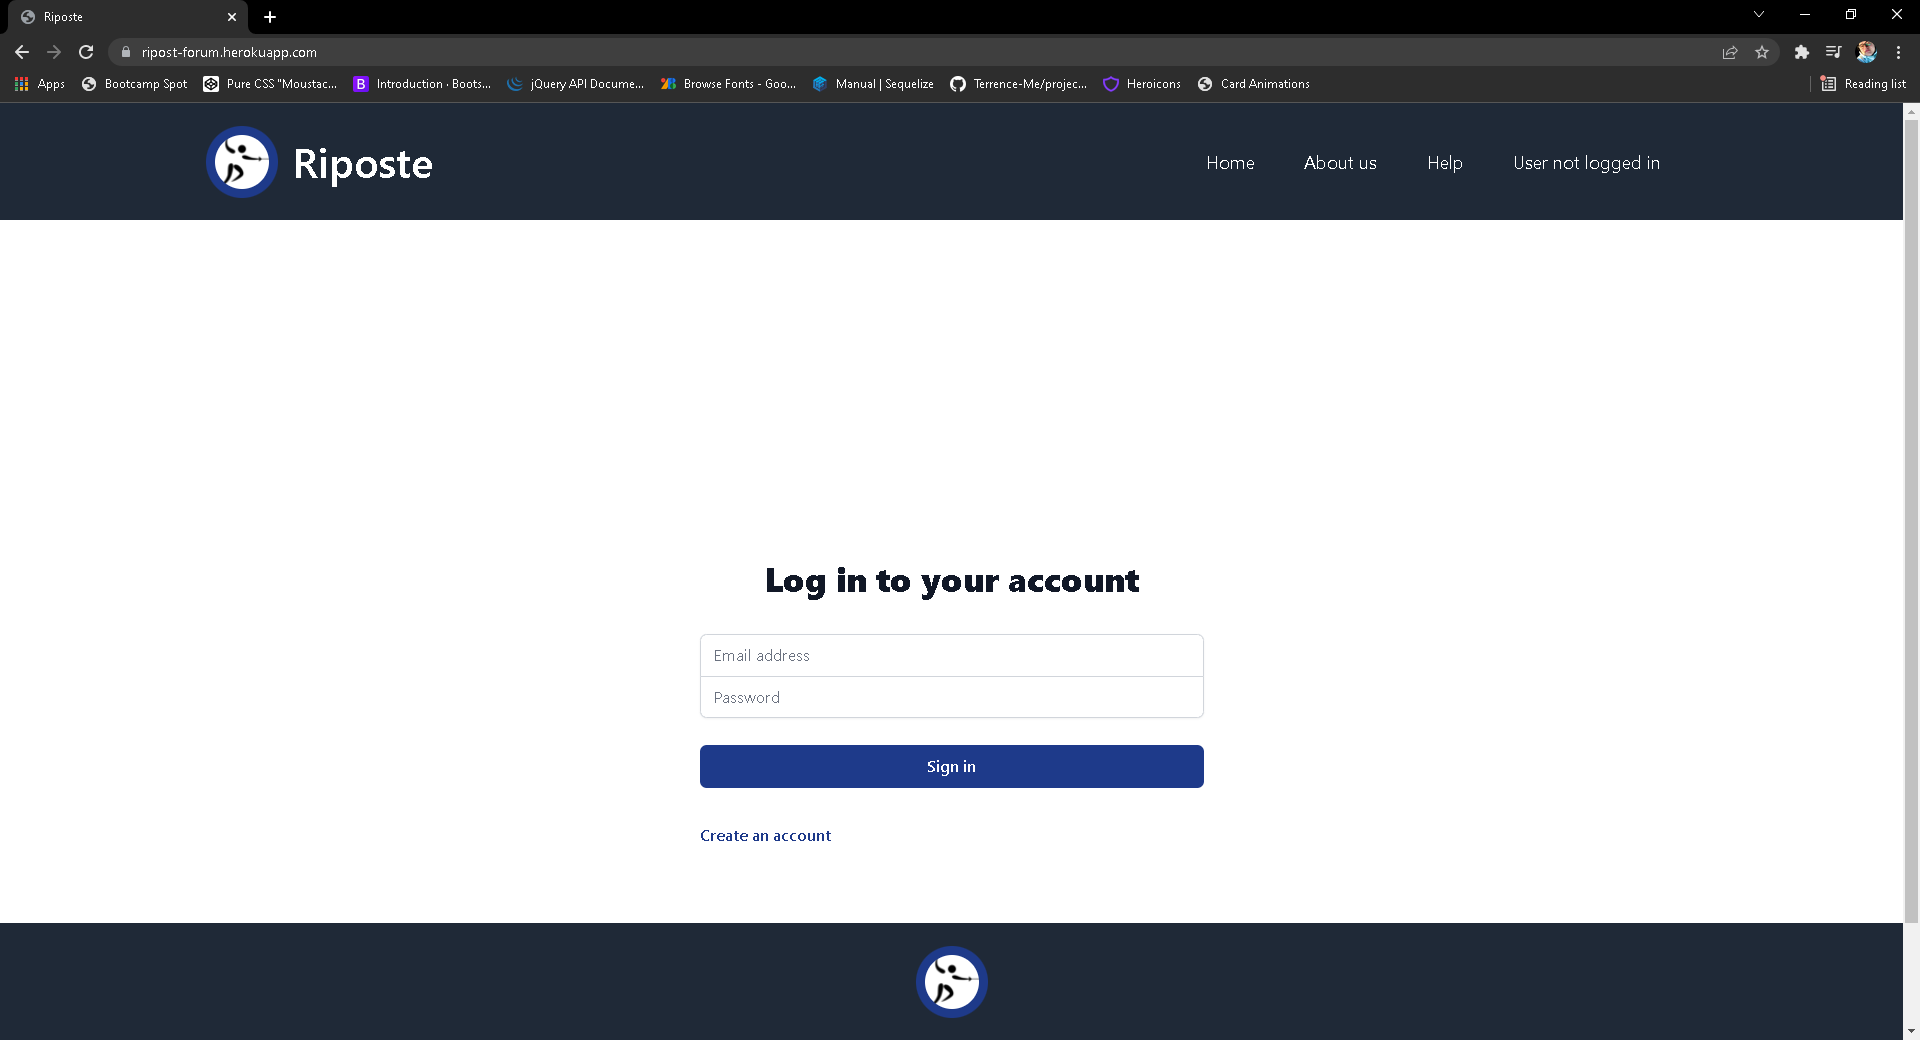 Riposte
ripost-forum.herokuapp.com
Apps Bootcamp Spot Pure CSS "Moustac... Introduction · Boots... jQuery API Docume... Browse Fonts - Goo... Manual | Sequelize Terrence-Me/projec... Heroicons Card Animations Reading list
Riposte Home About us Help User not logged in
Log in to your account
Email address
Password
Sign in
Create an account